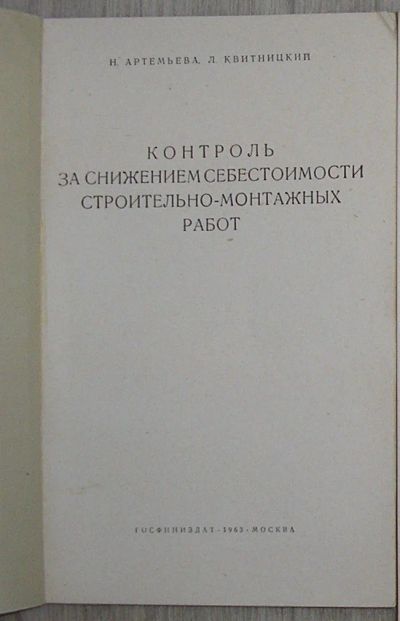 Н. АРТЕМЬЕВА, Л. КВИТНИЦКИЙ
КОНТРОЛЬ
ЗА СНИЖЕНИЕМ СЕБЕСТОИМОСТИ
СТРОИТЕЛЬНО-МОНТАЖНЫХ
РАБОТ
ГОСФИНИЗДАТ - 1963 - МОСКВА